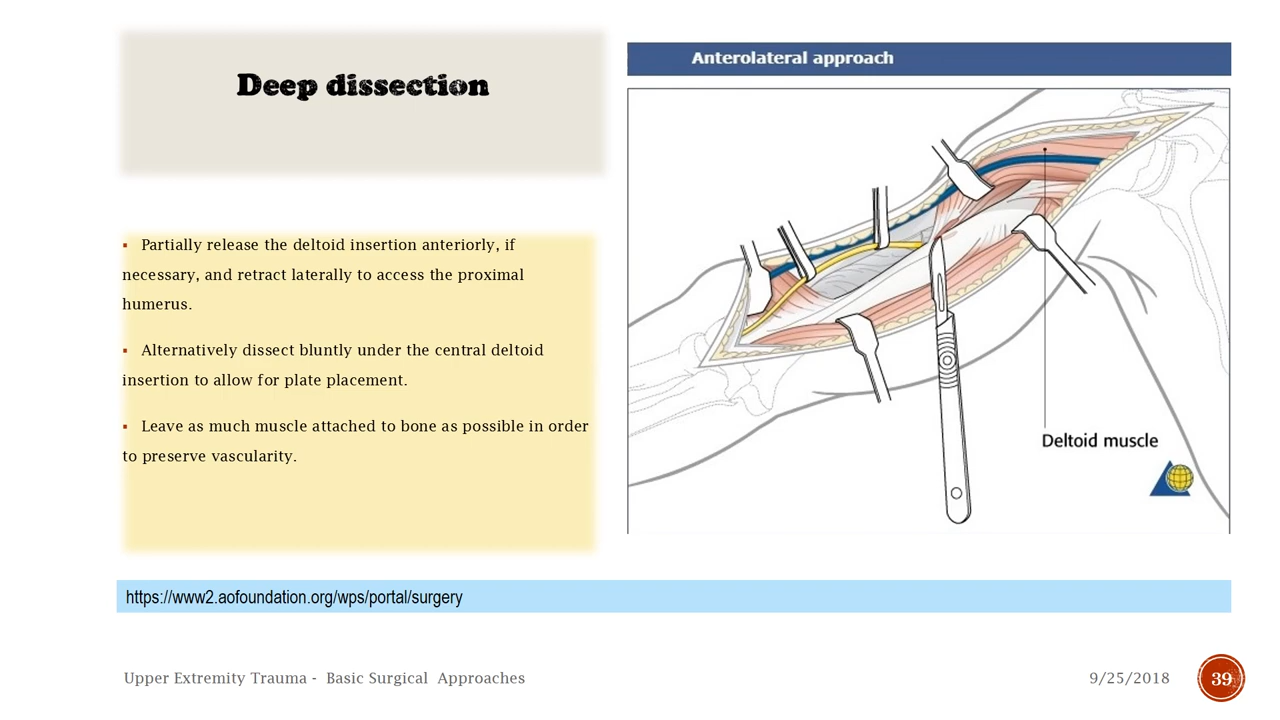 Deep dissection
Anterolateral approach
▪ Partially release the deltoid insertion anteriorly, if
necessary, and retract laterally to access the proximal
humerus.
▪ Alternatively dissect bluntly under the central deltoid
insertion to allow for plate placement.
▪ Leave as much muscle attached to bone as possible in order
to preserve vascularity.
Deltoid muscle
https://www2.aofoundation.org/wps/portal/surgery
Upper Extremity Trauma - Basic Surgical Approaches
9/25/2018
39